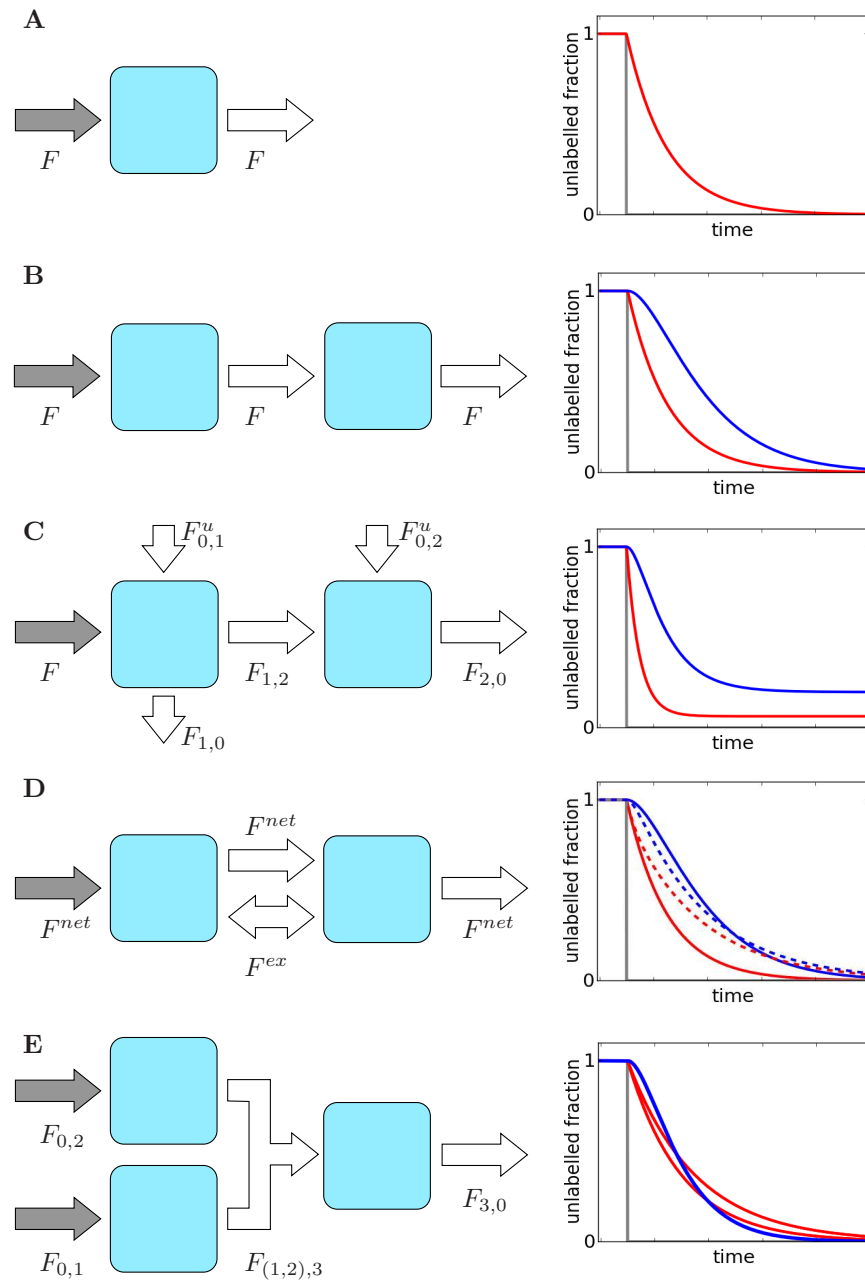 A
F
F
unlabelled fraction
1
0
time
B
F
F
F
unlabelled fraction
1
0
time
C
F^u_{0,1}
F^u_{0,2}
F
F_{1,2}
F_{2,0}
F_{1,0}
unlabelled fraction
1
0
time
D
F^{net}
F^{net}
F^{ex}
F^{net}
unlabelled fraction
1
0
time
E
F_{0,2}
F_{0,1}
F_{(1,2),3}
F_{3,0}
unlabelled fraction
1
0
time